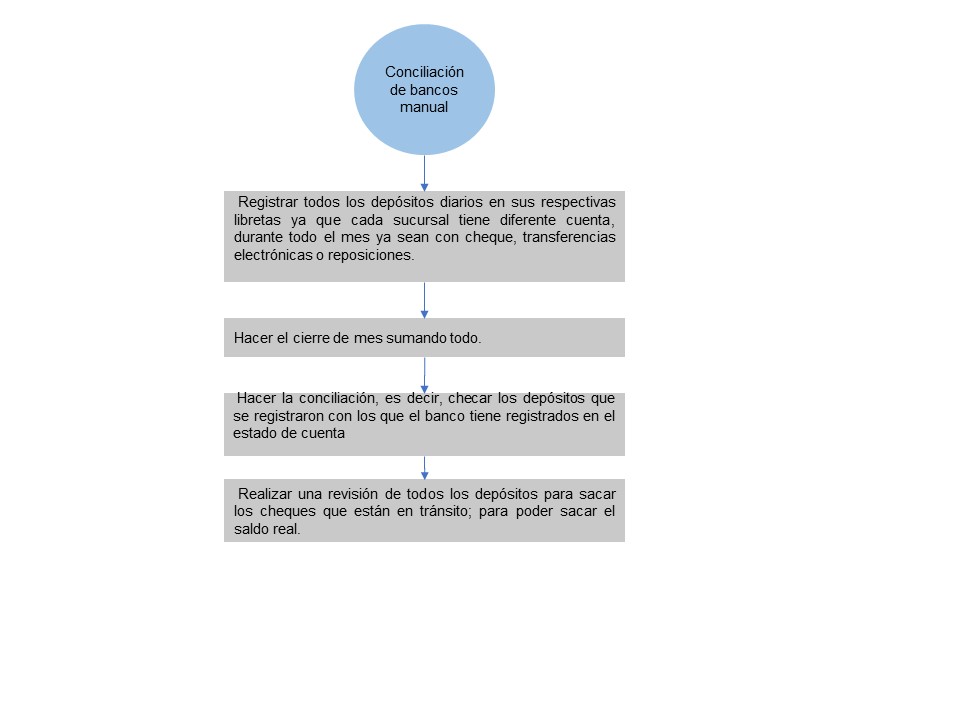 Conciliación
de bancos
manual
Registrar todos los depósitos diarios en sus respectivas
libretas ya que cada sucursal tiene diferente cuenta,
durante todo el mes ya sean con cheque, transferencias
electrónicas o reposiciones.
Hacer el cierre de mes sumando todo.
Hacer la conciliación, es decir, checar los depósitos que
se registraron con los que el banco tiene registrados en el
estado de cuenta
Realizar una revisión de todos los depósitos para sacar
los cheques que están en tránsito; para poder sacar el
saldo real.